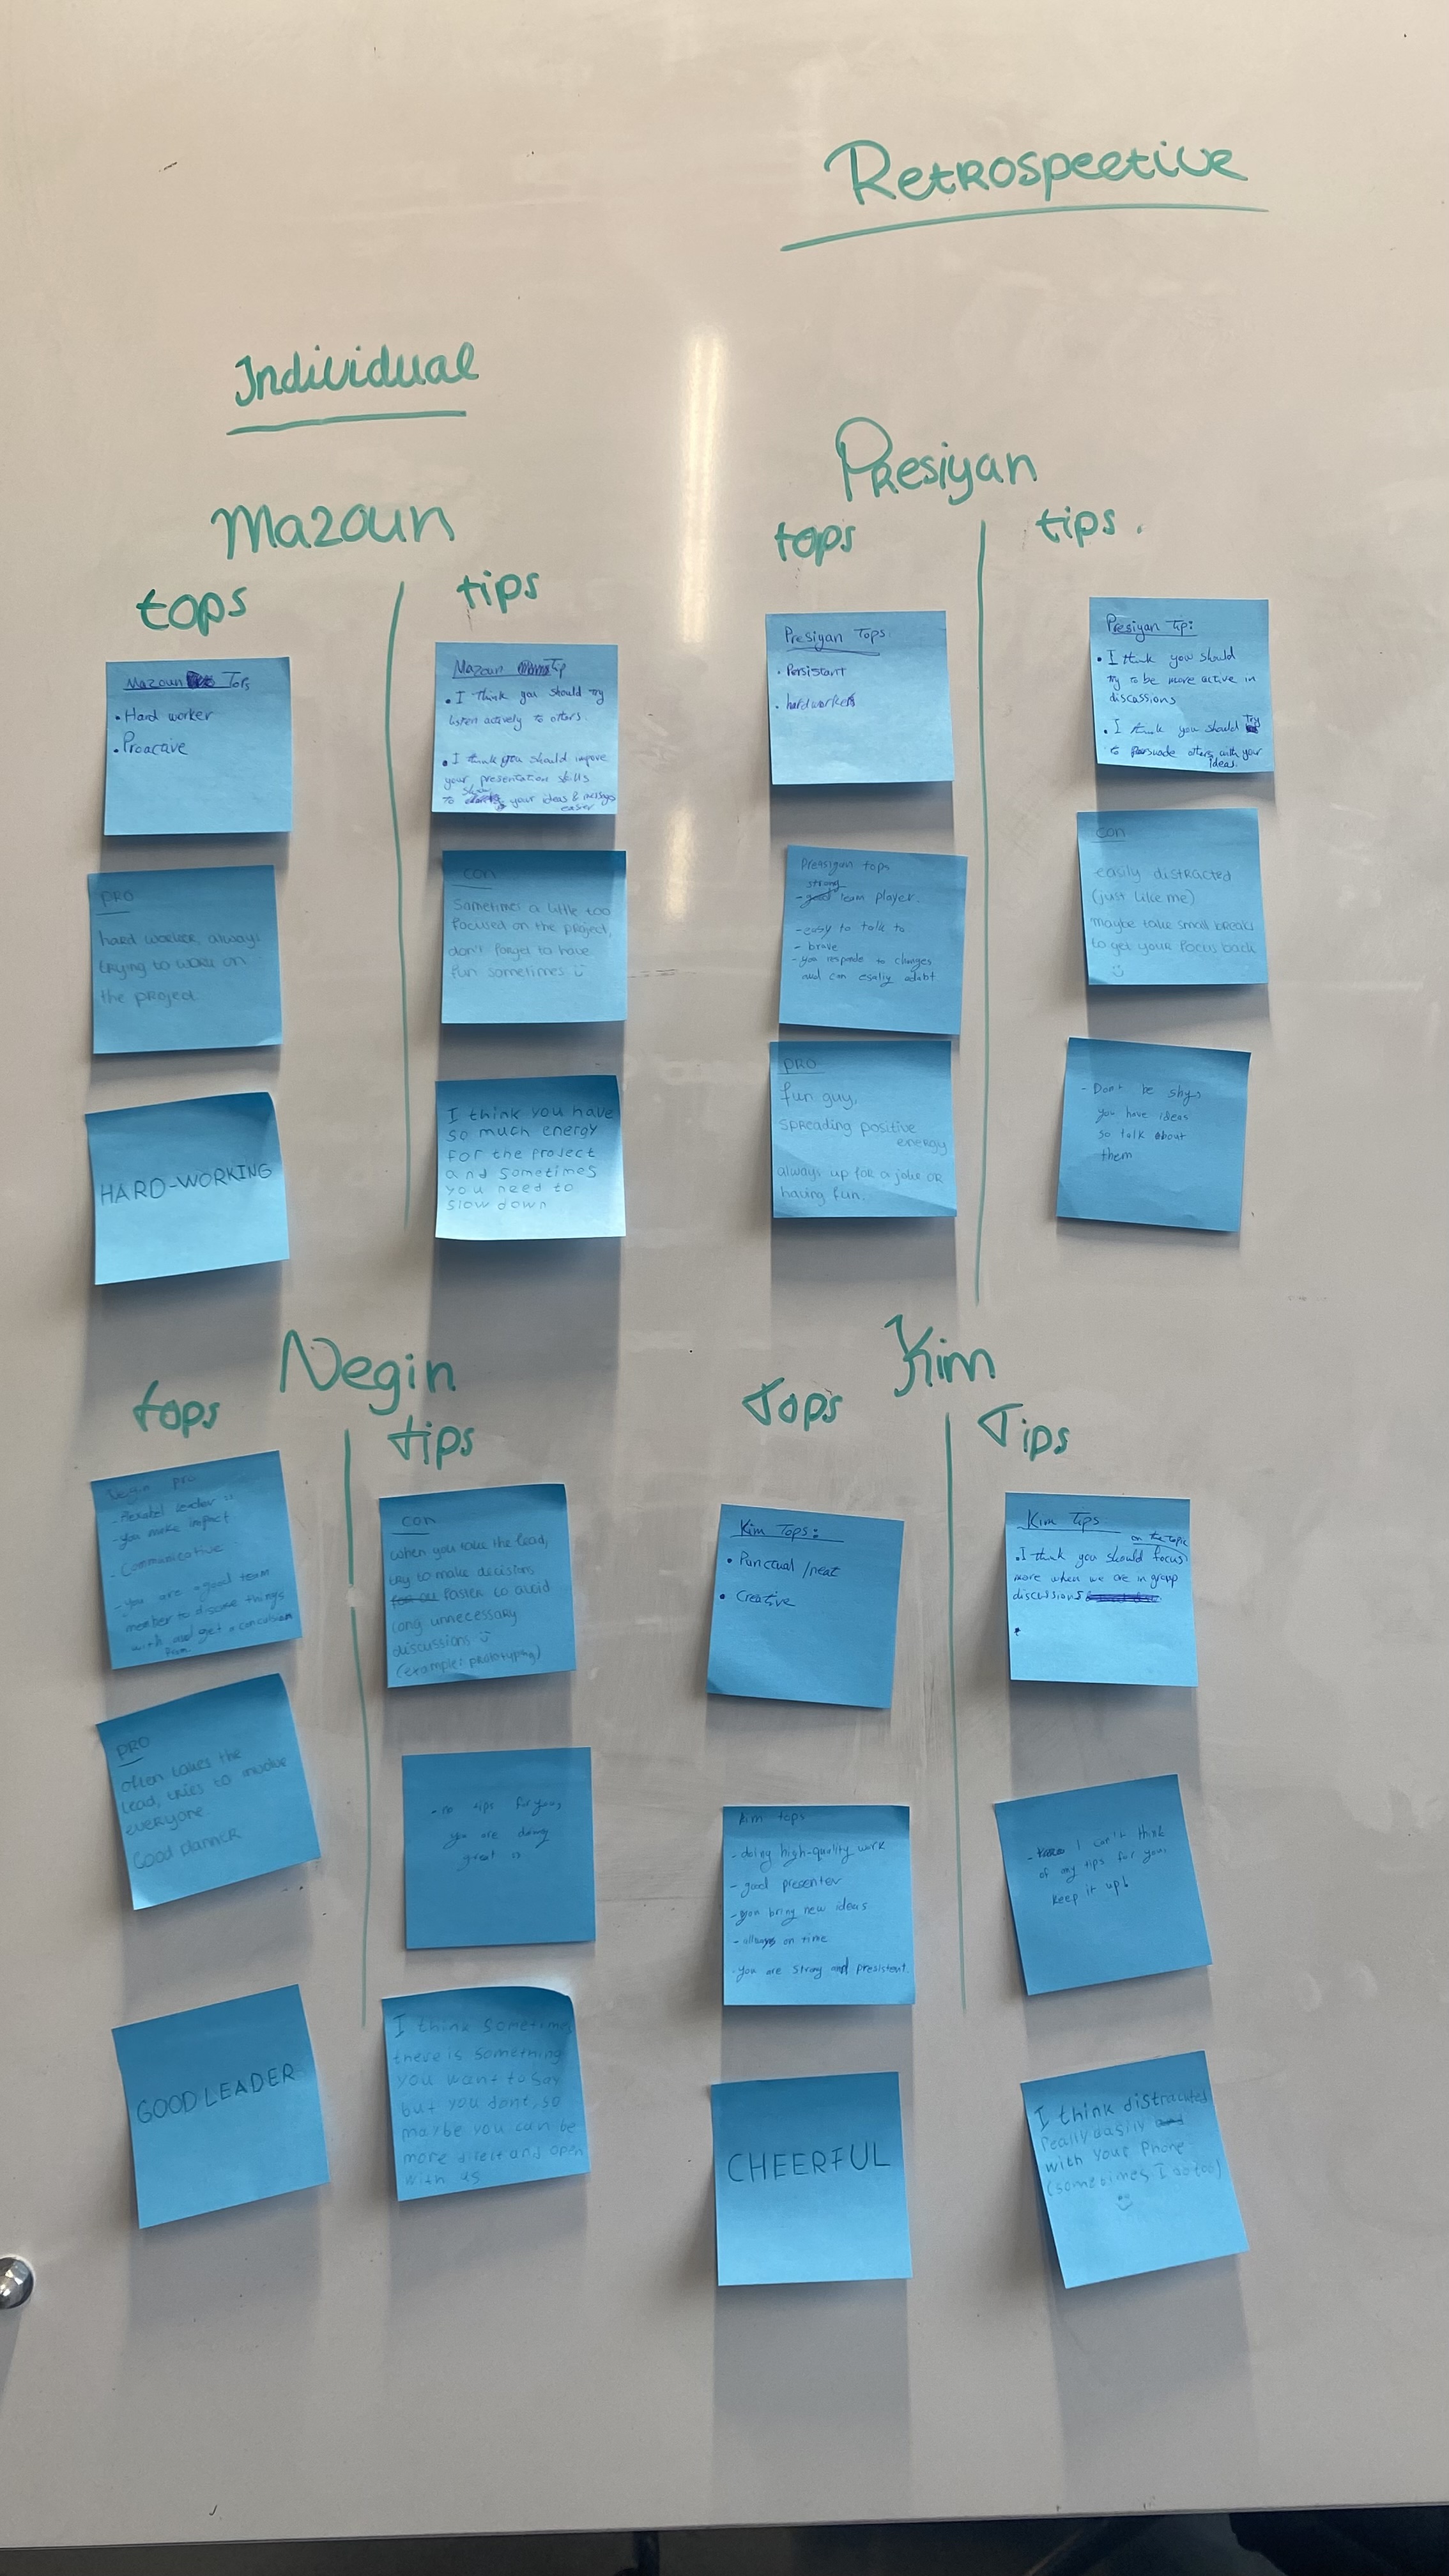 Retrospective
Individual
Mazoun
tops
tips
Mazoun Tops
• Hard worker
• Proactive
PRO
hard worker, always
trying to work on
the project.
HARD-WORKING
Mazoun Tip
• I think you should try
listen actively to others.
• I think you should improve
your presentation skills
to show your ideas & messages
easier
con
Sometimes a little too
focused on the project,
don't forget to have
fun sometimes :)
I think you have
so much energy
for the project
and sometimes
you need to
slow down
Presiyan
tops
tips.
Presiyan Tops
• Persistant
• hardworker
Preasigan tops
strong
- good team player.
- easy to talk to
- brave
- you responde to changes
and can esaliy adabt
PRO
fun guy,
spreading positive
energy
always up for a joke or
having fun.
Presiyan Tip:
• I think you should
try to be more active in
discussions
• I think you should try
to persuade others with your
ideas.
con
easily distracted
(just like me)
maybe take small breaks
to get your focus back
:)
- Don't be shy,
you have ideas
so talk about
them
Negin
tops
tips
Negin pro
- flexabel leader
- you make impact
- Communicative
- you are a good team
member to discuse things
with and get a conculsion
from
PRO
often takes the
lead, tries to involve
everyone.
Good planner
GOOD LEADER
con
when you take the lead,
try to make decisions
faster to avoid
long unnecessary
discussions :)
(example: prototyping)
- no tips for you,
you are doing
great
I think sometimes
there is something
you want to say
but you dont, so
maybe you can be
more direct and open
with us
Kim
Tops
Tips
Kim Tops:
• Punctual /neat
• Creative
Kim tops
- doing high-quality work
- good presenter
- you bring new ideas
- allways on time
- you are strong and prezistent.
CHEERFUL
Kim Tips
on the topic
• I think you should focus
more when we are in group
discussions
- I can't think
of any tips for you,
keep it up!
I think distracted
really easily and
with your phone
(sometimes I do too)
:)